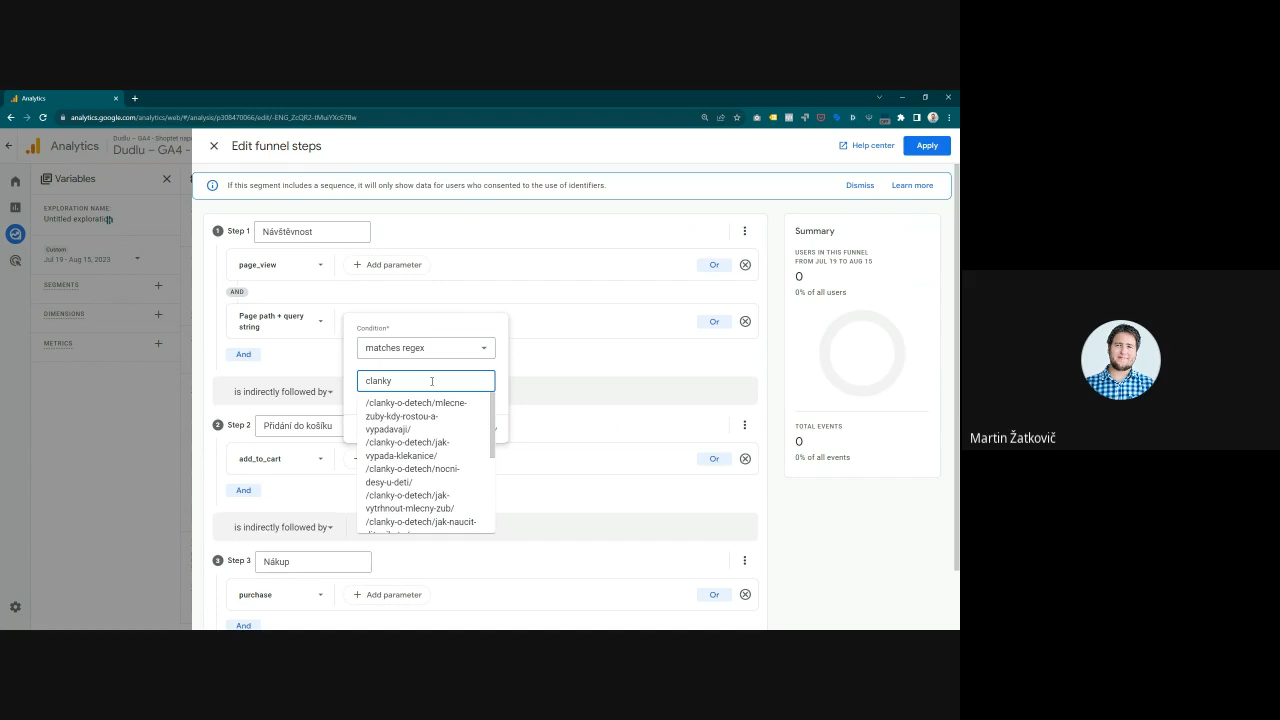 Analytics
analytics.google.com/analytics/web/#/analysis/p308470066/edit/-ENG_ZcQR2-tMuiYXc67Bw
Analytics
Dudlu – GA4 - Shoptet nap
Dudlu – GA4 -
Edit funnel steps
Help center
Apply
Variables
If this segment includes a sequence, it will only show data for users who consented to the use of identifiers.
Dismiss
Learn more
EXPLORATION NAME:
Untitled exploration
Custom
Jul 19 - Aug 15, 2023
SEGMENTS
DIMENSIONS
METRICS
1
Step 1
Návštěvnost
page_view
Add parameter
Or
AND
Page path + query
string
Or
And
Condition*
matches regex
clanky
/clanky-o-detech/mlecne-
zuby-kdy-rostou-a-
vypadavaji/
/clanky-o-detech/jak-
vypada-klekanice/
/clanky-o-detech/nocni-
desy-u-deti/
/clanky-o-detech/jak-
vytrhnout-mlecny-zub/
/clanky-o-detech/jak-naucit-
is indirectly followed by
2
Step 2
Přidání do košíku
add_to_cart
Or
And
is indirectly followed by
3
Step 3
Nákup
purchase
Add parameter
Or
And
Summary
USERS IN THIS FUNNEL
FROM JUL 19 TO AUG 15
0
0% of all users
TOTAL EVENTS
0
0% of all events
Martin Žatkovič